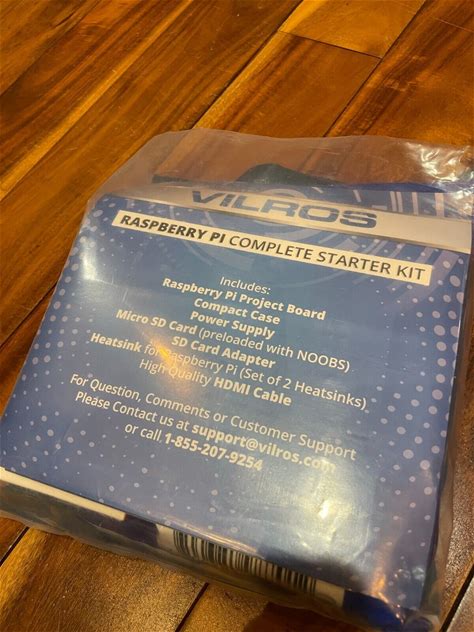 VILROS
RASPBERRY PI COMPLETE STARTER KIT
Includes:
Raspberry Pi Project Board
Compact Case
Power Supply
Micro SD Card (preloaded with NOOBS)
SD Card Adapter
Heatsink for Raspberry Pi (Set of 2 Heatsinks)
High Quality HDMI Cable
For Question, Comments or Customer Support
Please Contact us at support@vilros.com
or call 1-855-207-9254